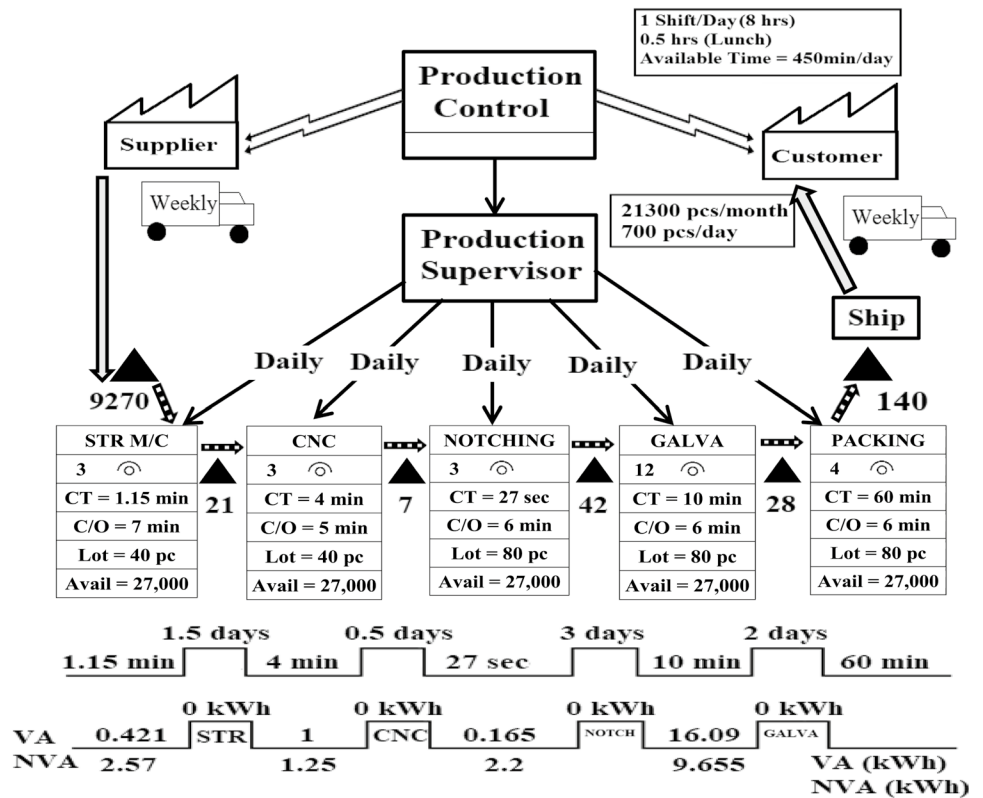 1 Shift/Day(8 hrs)
0.5 hrs (Lunch)
Available Time = 450min/day
Production
Control
Supplier
Customer
Weekly
21300 pcs/month
700 pcs/day
Weekly
Production
Supervisor
Ship
Daily
Daily
Daily
Daily
Daily
9270
140
STR M/C
3
CT = 1.15 min
C/O = 7 min
Lot = 40 pc
Avail = 27,000
21
CNC
3
CT = 4 min
C/O = 5 min
Lot = 40 pc
Avail = 27,000
7
NOTCHING
3
CT = 27 sec
C/O = 6 min
Lot = 80 pc
Avail = 27,000
42
GALVA
12
CT = 10 min
C/O = 6 min
Lot = 80 pc
Avail = 27,000
28
PACKING
4
CT = 60 min
C/O = 6 min
Lot = 80 pc
Avail = 27,000
1.5 days
0.5 days
3 days
2 days
1.15 min
4 min
27 sec
10 min
60 min
0 kWh
0 kWh
0 kWh
0 kWh
VA
0.421
STR
1
CNC
0.165
NOTCH
16.09
GALVA
NVA
2.57
1.25
2.2
9.655
VA (kWh)
NVA (kWh)